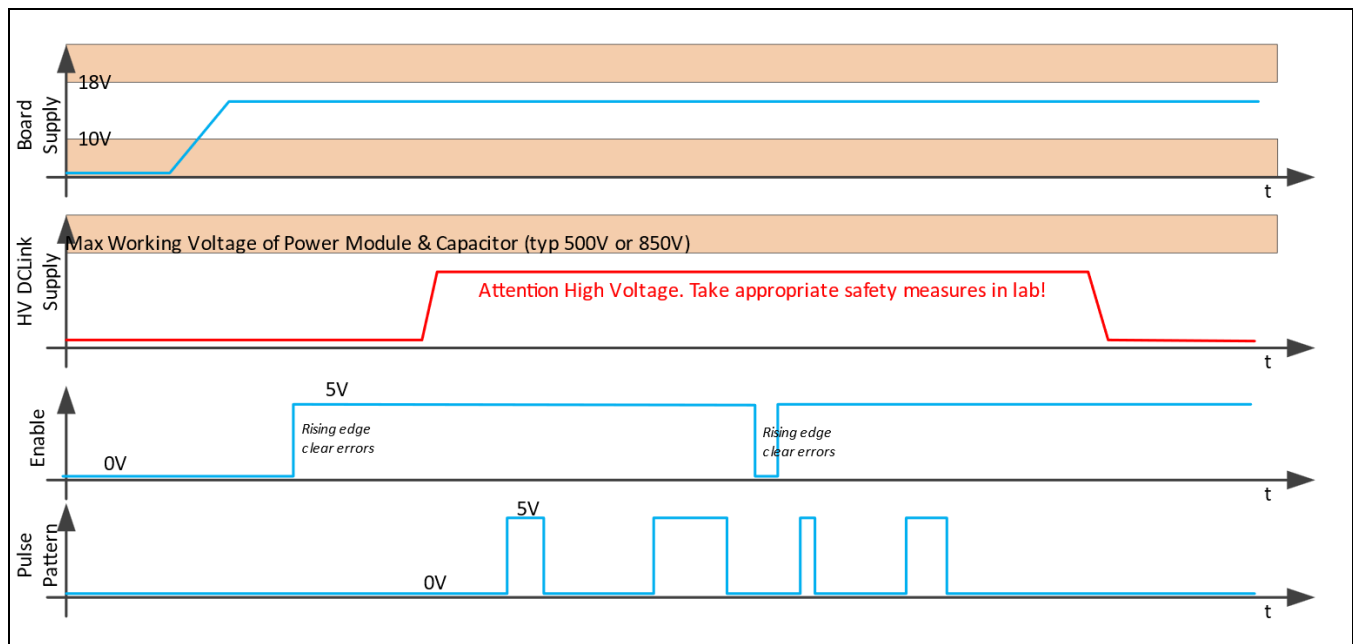 Board
Supply
18V
10V
t
HV DCLink
Supply
Max Working Voltage of Power Module & Capacitor (typ 500V or 850V)
Attention High Voltage. Take appropriate safety measures in lab!
t
Enable
5V
0V
Rising edge
clear errors
Rising edge
clear errors
t
Pulse
Pattern
5V
0V
t